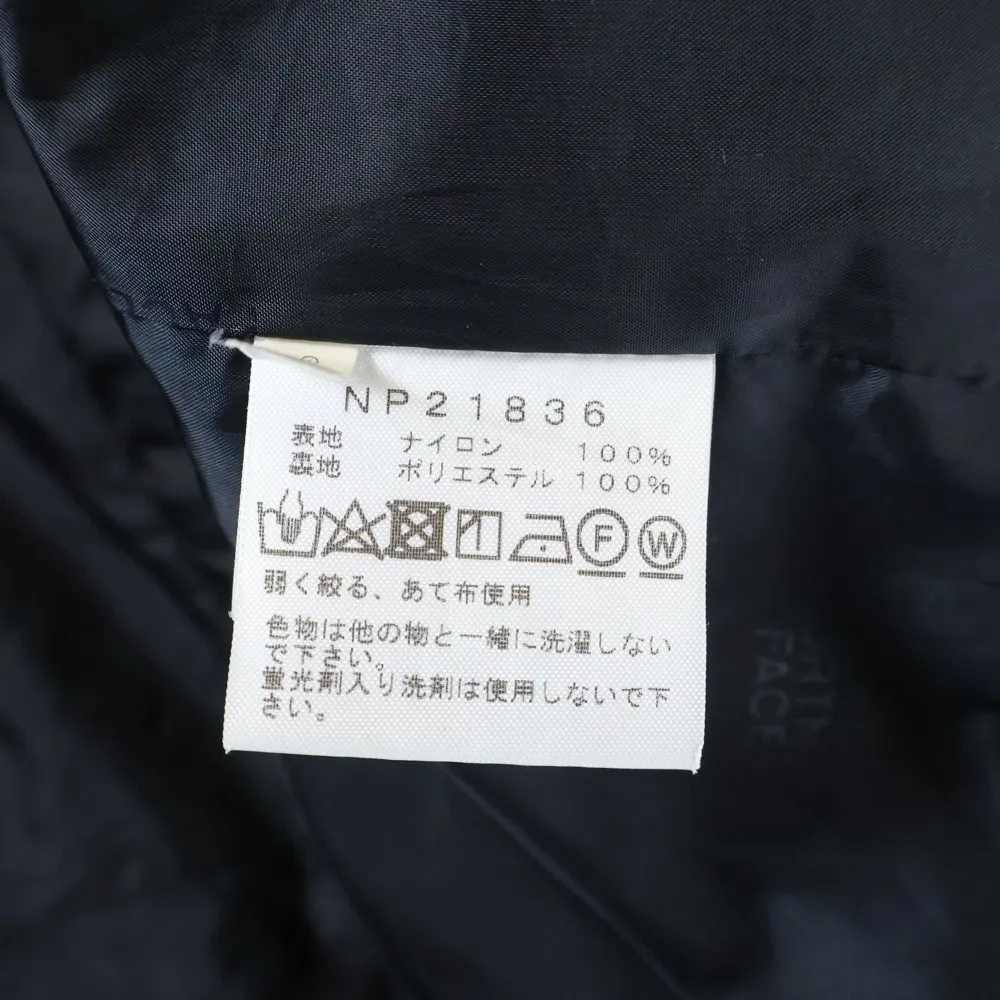 NP21836
表地 ナイロン 100%
裏地 ポリエステル 100%
F W
弱く絞る、あて布使用
色物は他の物と一緒に洗濯しない
で下さい。
蛍光剤入り洗剤は使用しないで下
さい。
FACE